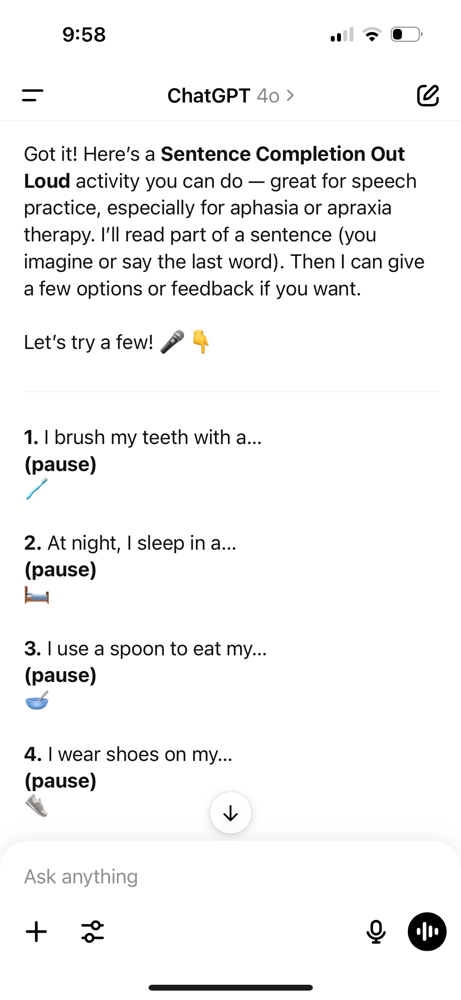 9:58
ChatGPT 4o >
Got it! Here’s a Sentence Completion Out
Loud activity you can do — great for speech
practice, especially for aphasia or apraxia
therapy. I’ll read part of a sentence (you
imagine or say the last word). Then I can give
a few options or feedback if you want.
Let’s try a few! 🎤 👇
1. I brush my teeth with a...
(pause)
🪥
2. At night, I sleep in a...
(pause)
🛏️
3. I use a spoon to eat my...
(pause)
🥣
4. I wear shoes on my...
(pause)
👟
Ask anything